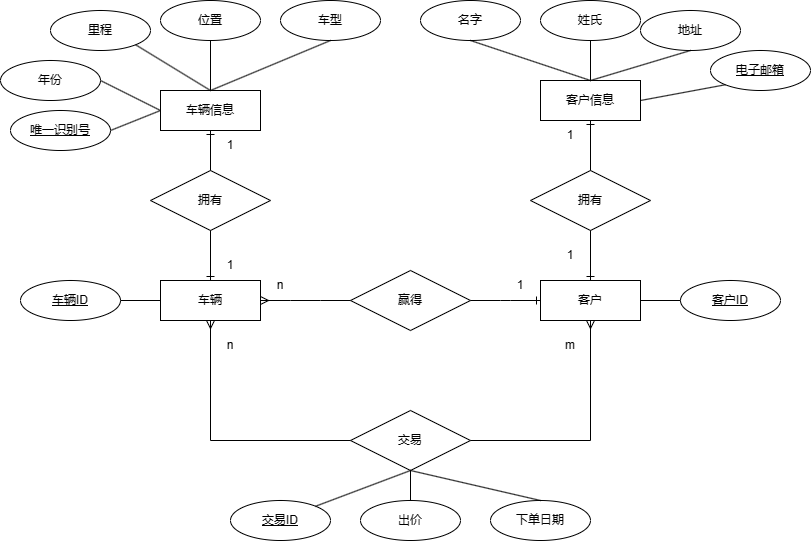 里程
位置
车型
名字
姓氏
地址
年份
电子邮箱
唯一识别号
车辆信息
客户信息
1
1
拥有
拥有
1
1
车辆ID
车辆
n
赢得
1
客户
客户ID
n
m
交易
交易ID
出价
下单日期